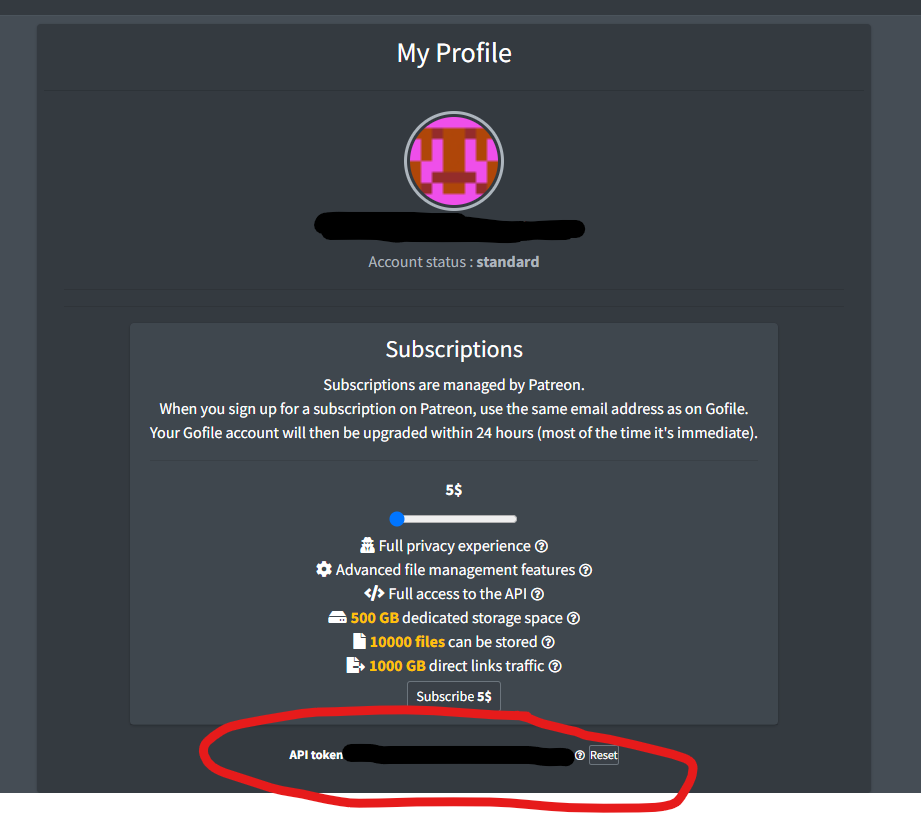 My Profile
Account status : standard
Subscriptions
Subscriptions are managed by Patreon.
When you sign up for a subscription on Patreon, use the same email address as on Gofile.
Your Gofile account will then be upgraded within 24 hours (most of the time it's immediate).
5$
Full privacy experience
Advanced file management features
Full access to the API
500 GB dedicated storage space
10000 files can be stored
1000 GB direct links traffic
Subscribe 5$
API token Reset